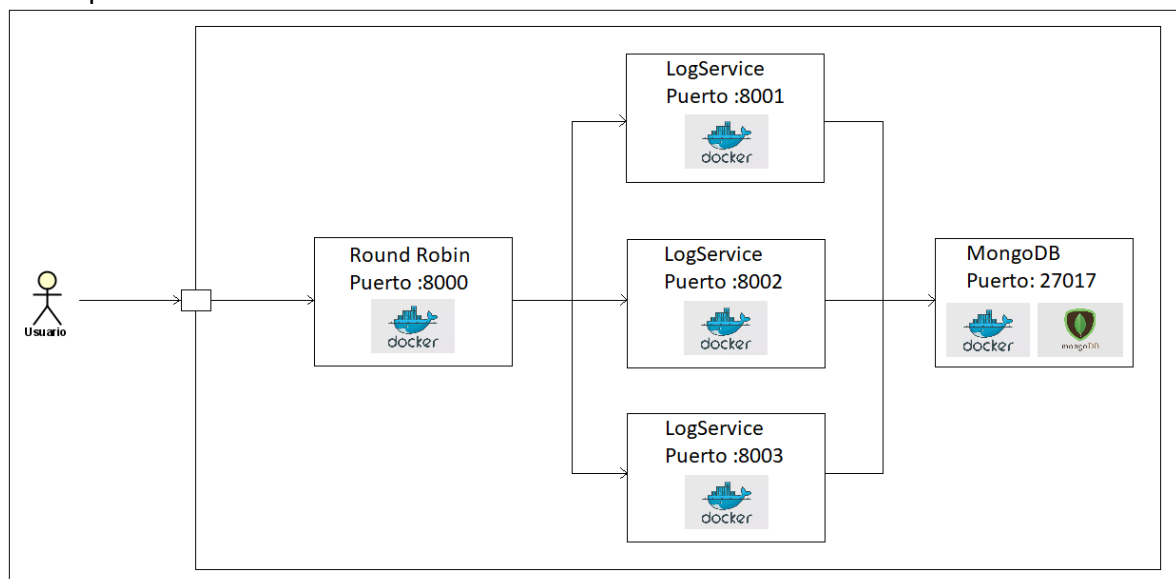 LogService
Puerto :8001
docker
Round Robin
Puerto :8000
docker
LogService
Puerto :8002
docker
MongoDB
Puerto: 27017
docker
mongoDB
Usuario
LogService
Puerto :8003
docker